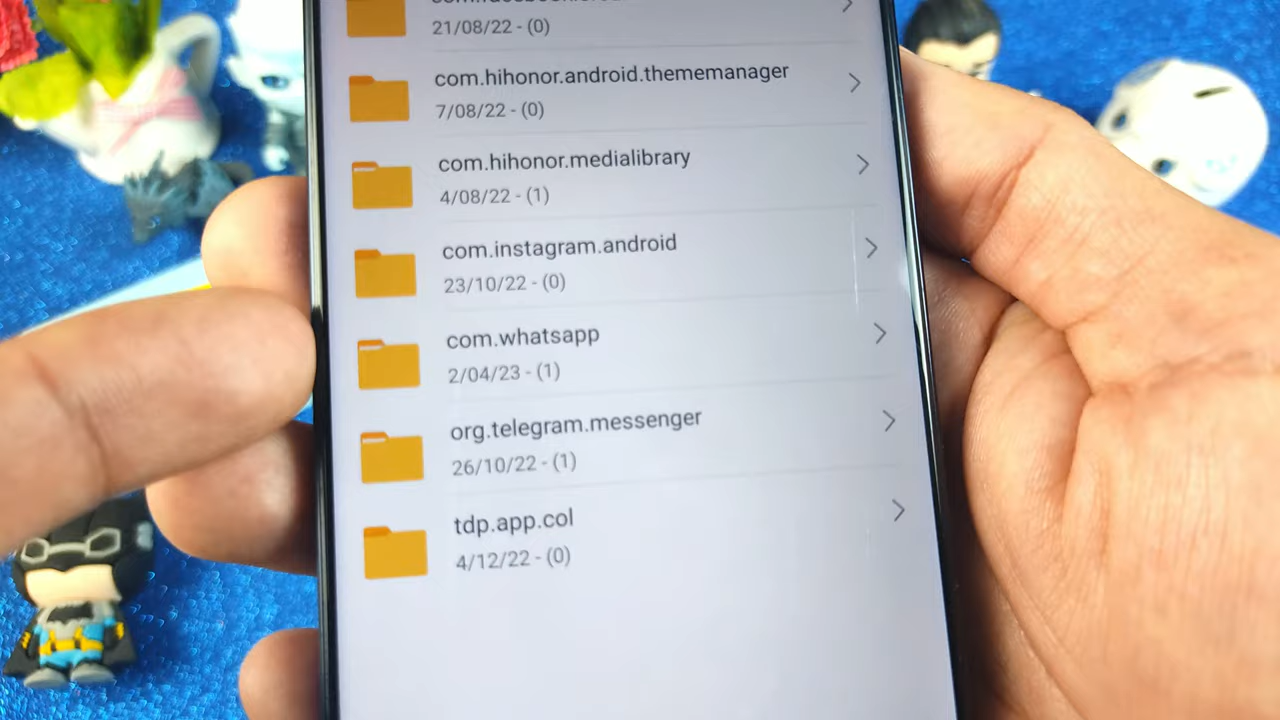 21/08/22 - (0)
com.hihonor.android.thememanager
7/08/22 - (0)
com.hihonor.medialibrary
4/08/22 - (1)
com.instagram.android
23/10/22 - (0)
com.whatsapp
2/04/23 - (1)
org.telegram.messenger
26/10/22 - (1)
tdp.app.col
4/12/22 - (0)